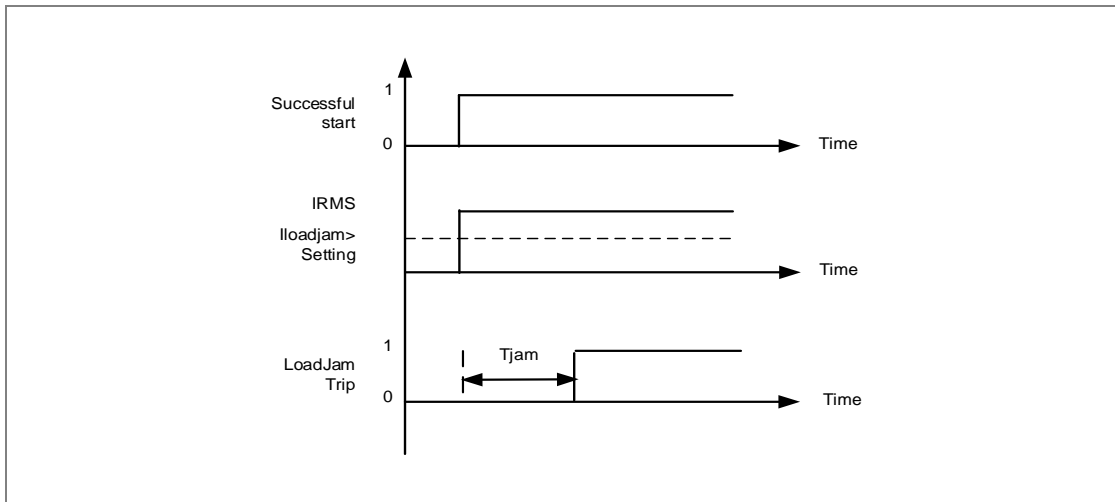 1
Successful
start
0
Time
IRMS
Iloadjam>
Setting
Time
1
Tjam
LoadJam
Trip
0
Time